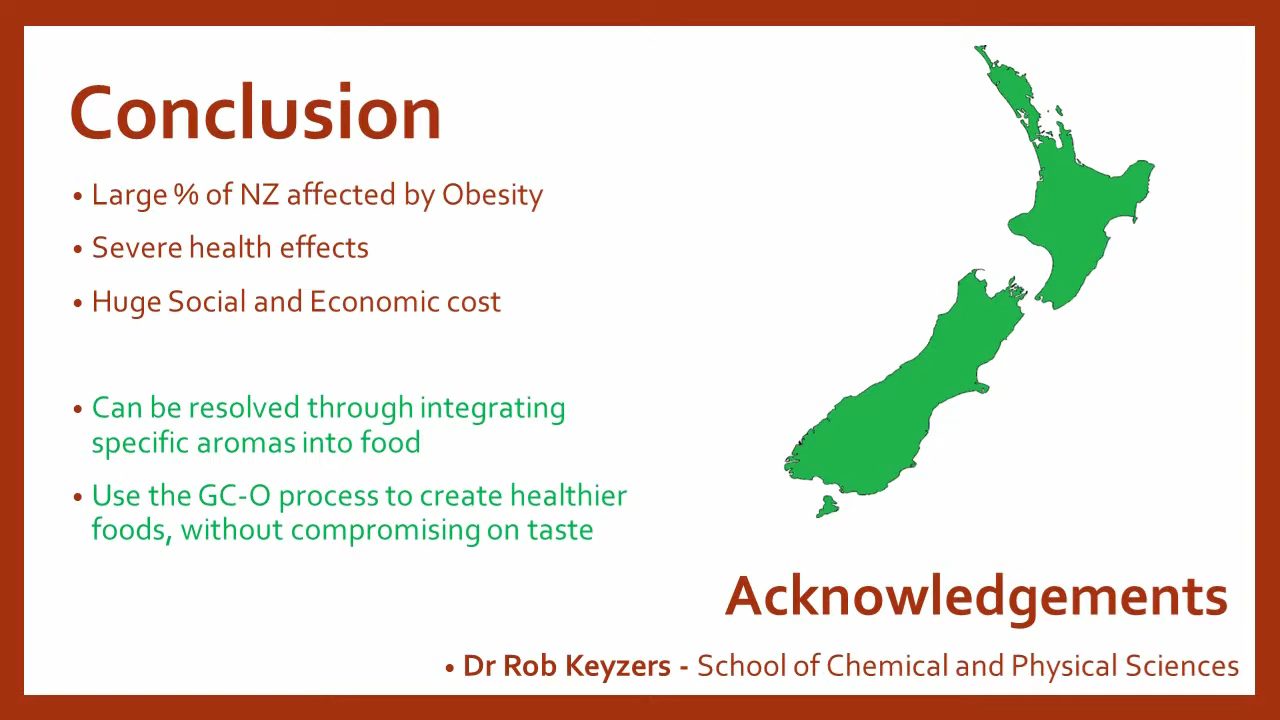 Conclusion
• Large % of NZ affected by Obesity
• Severe health effects
• Huge Social and Economic cost
• Can be resolved through integrating
specific aromas into food
• Use the GC-O process to create healthier
foods, without compromising on taste
Acknowledgements
• Dr Rob Keyzers - School of Chemical and Physical Sciences